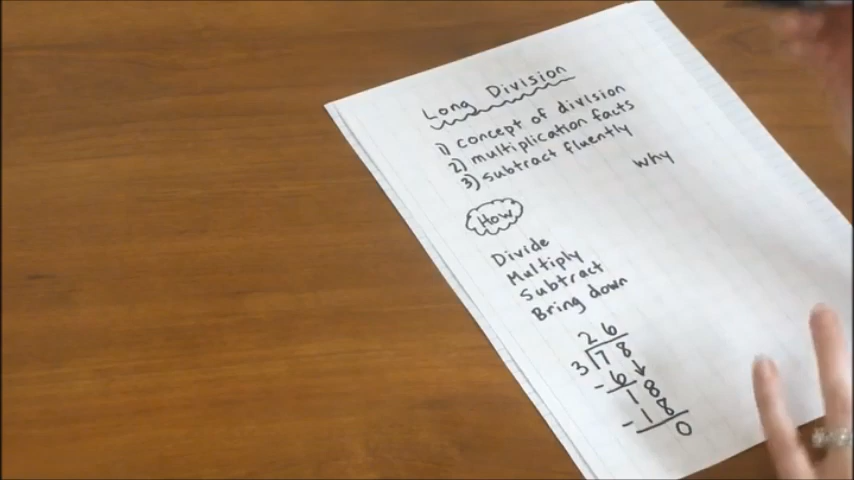 Long Division
1) concept of division
2) multiplication facts
3) subtract fluently
why
How
Divide
Multiply
Subtract
Bring down
26
3 78
-6↓
18
-18
0